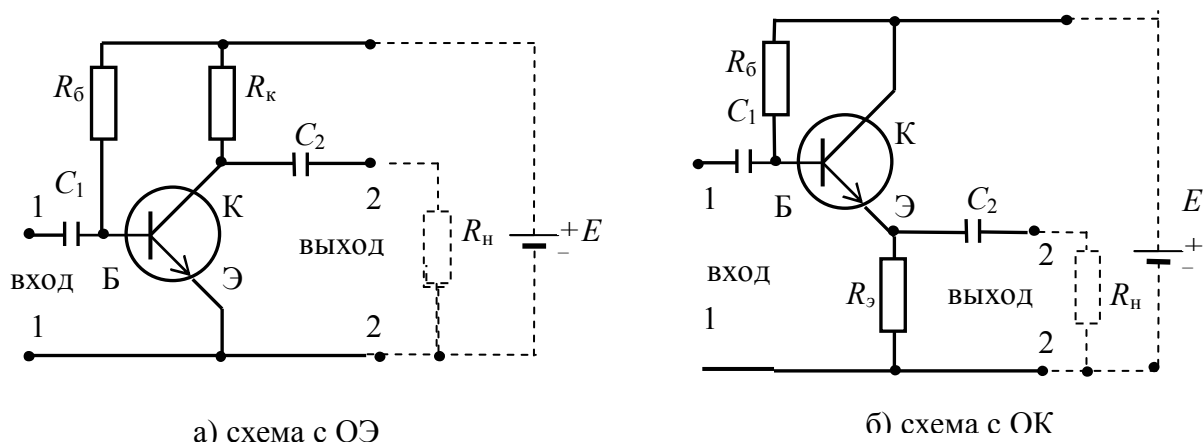 Rб
Rк
C1
C2
1
К
2
вход
Б
Э
выход
Rн
+ E
–
1
2
а) схема с ОЭ
Rб
C1
К
1
Б
Э
C2
E
+
–
2
вход
Rэ
выход
Rн
1
2
б) схема с ОК